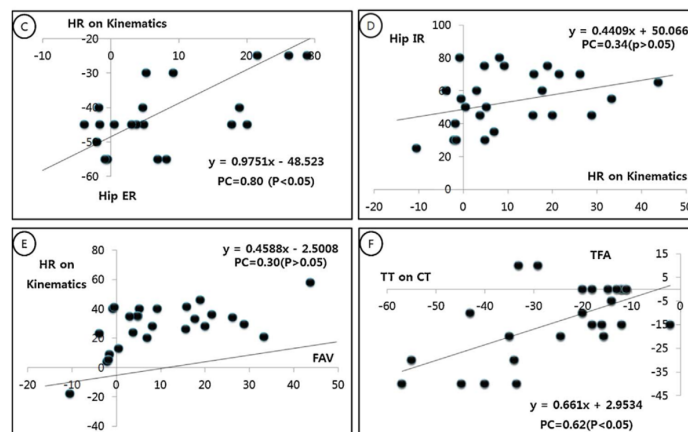 C
HR on Kinematics
-10 0 10 20 30
-20
-30
-40
-50
-60
y = 0.9751x - 48.523
PC=0.80 (P<0.05)
Hip ER
D
Hip IR
y = 0.4409x + 50.066
PC=0.34(p>0.05)
100
80
60
40
20
0
HR on Kinematics
-20 -10 0 10 20 30 40 50
E
HR on
Kinematics
y = 0.4588x - 2.5008
PC=0.30(P>0.05)
80
60
40
20
0
-20
-40
FAV
-20 -10 0 10 20 30 40 50
F
TFA
TT on CT
-60 -50 -40 -30 -20 -10 0
15
5
-5
-15
-25
-35
-45
y = 0.661x + 2.9534
PC=0.62(P<0.05)